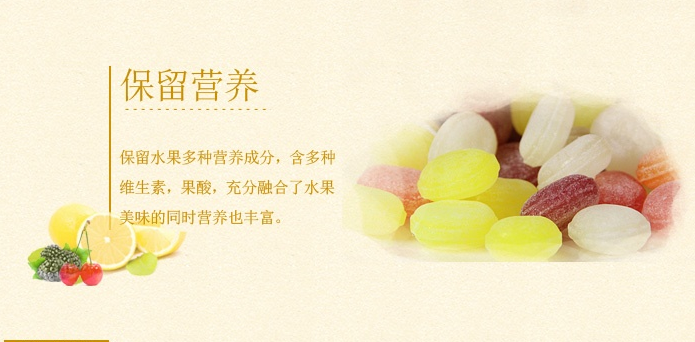 保留营养
保留水果多种营养成分，含多种
维生素，果酸，充分融合了水果
美味的同时营养也丰富。